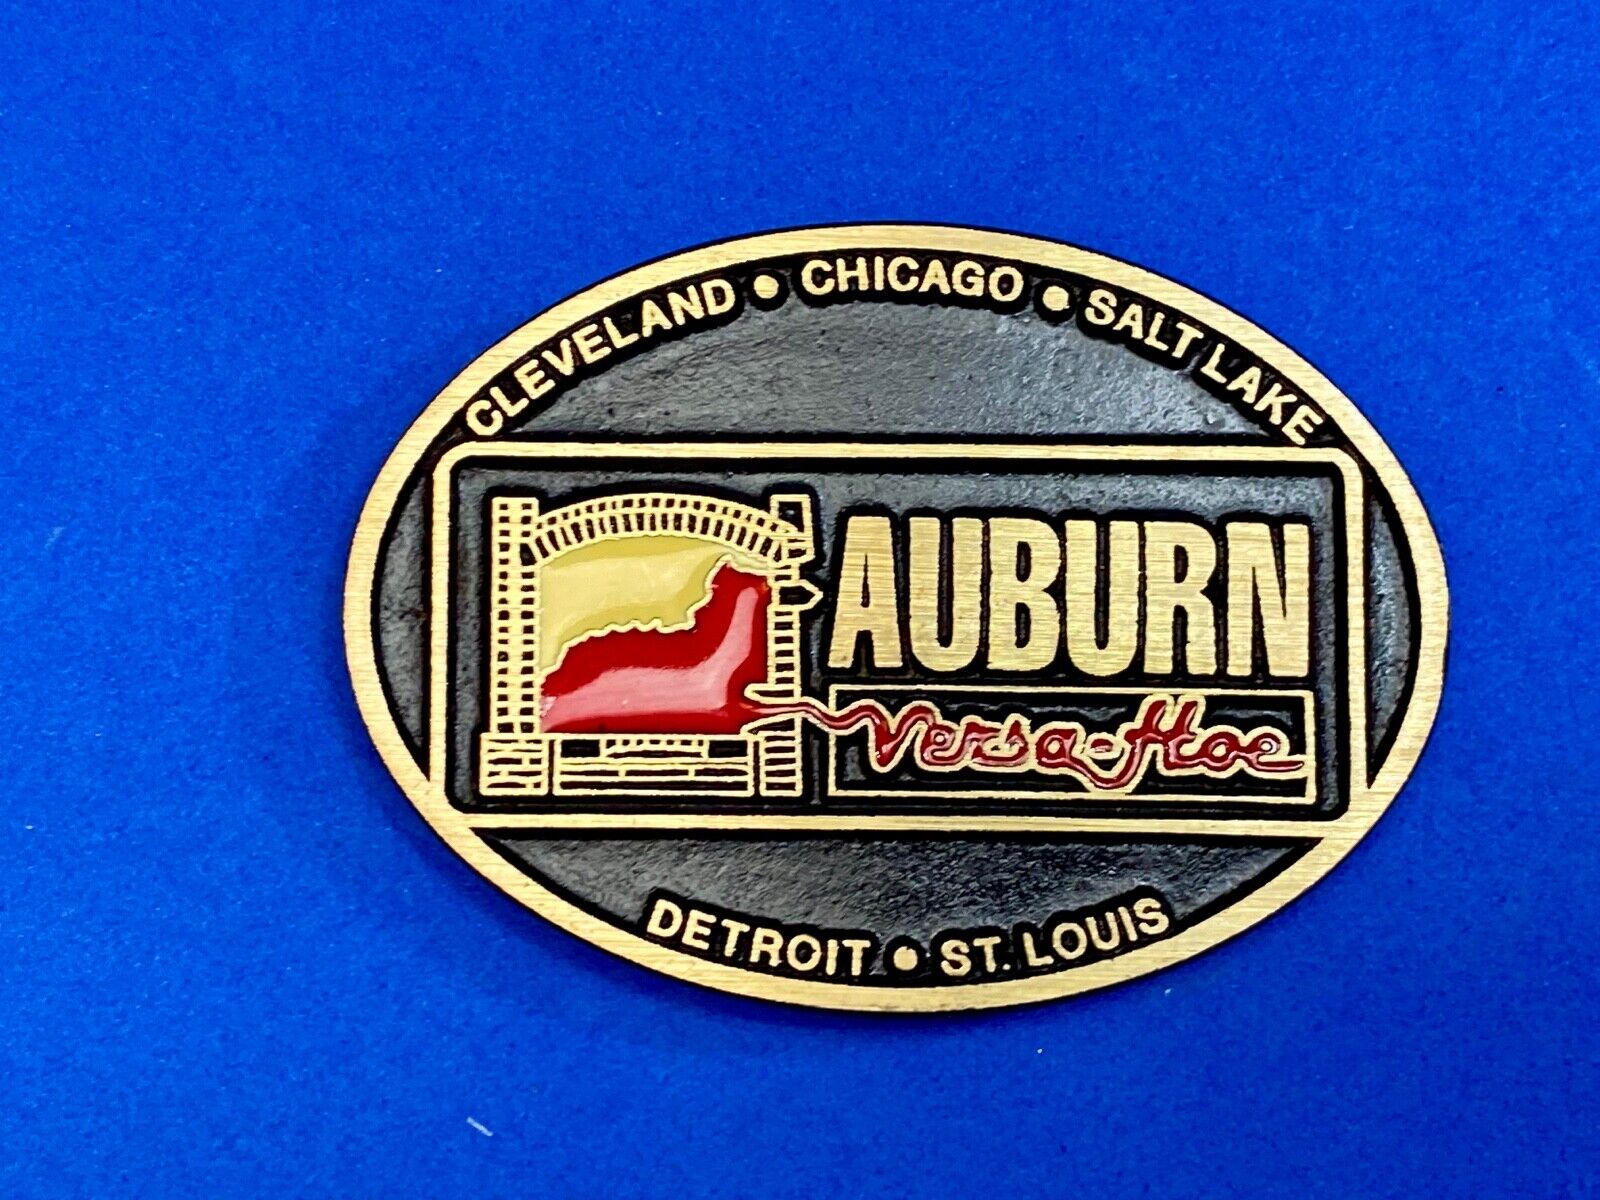 CLEVELAND • CHICAGO • SALT LAKE
AUBURN
Versa-Hoe
DETROIT • ST. LOUIS